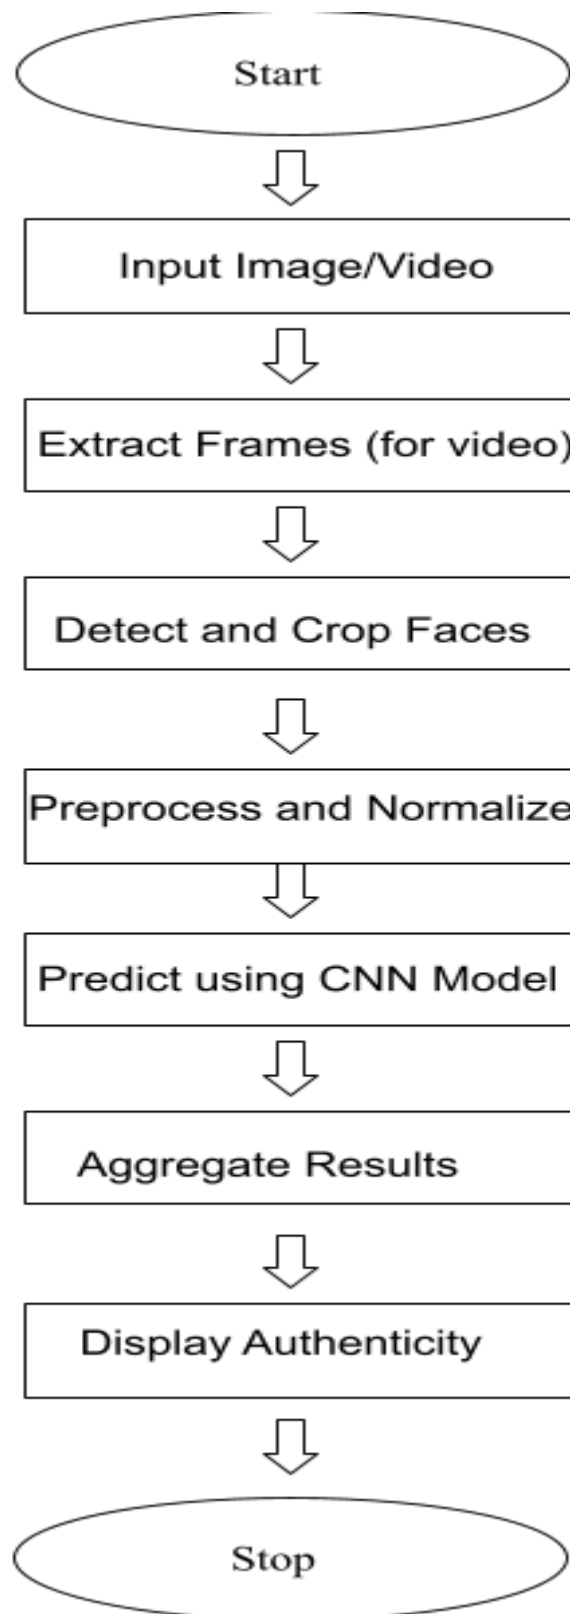 Start
Input Image/Video
Extract Frames (for video)
Detect and Crop Faces
Preprocess and Normalize
Predict using CNN Model
Aggregate Results
Display Authenticity
Stop